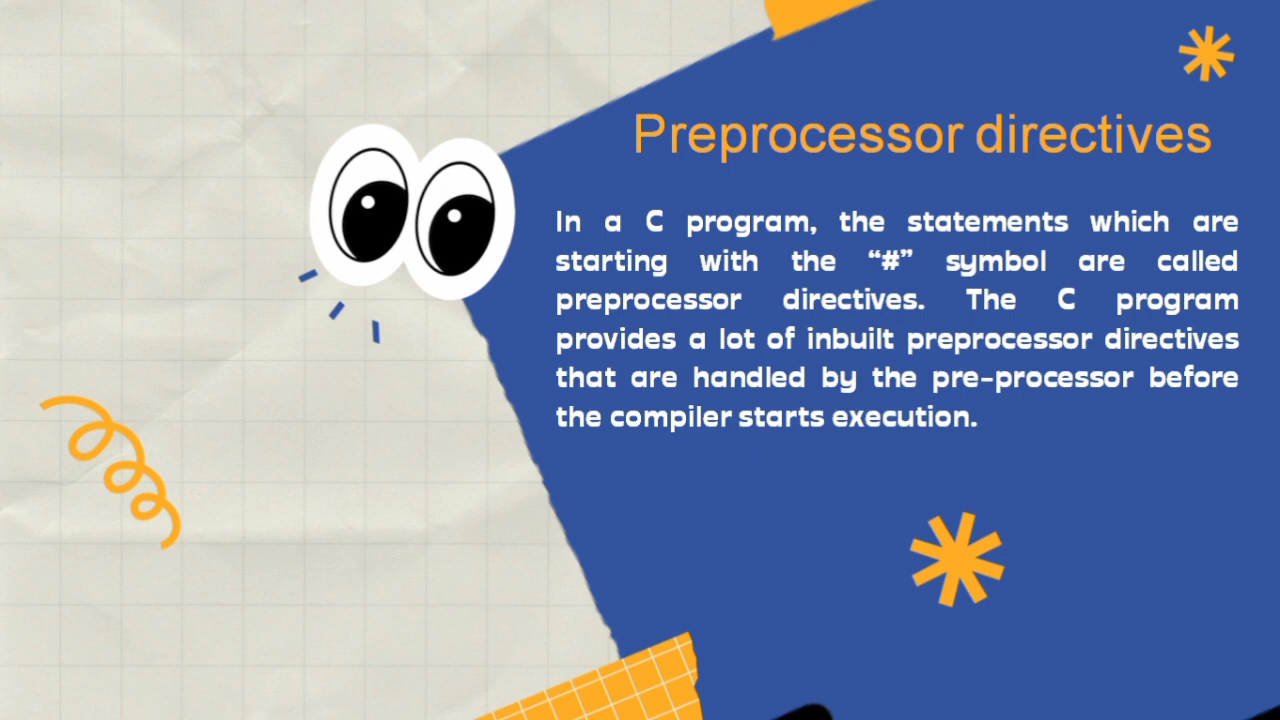 Preprocessor directives
In a C program, the statements which are
starting with the “#” symbol are called
preprocessor directives. The C program
provides a lot of inbuilt preprocessor directives
that are handled by the pre-processor before
the compiler starts execution.